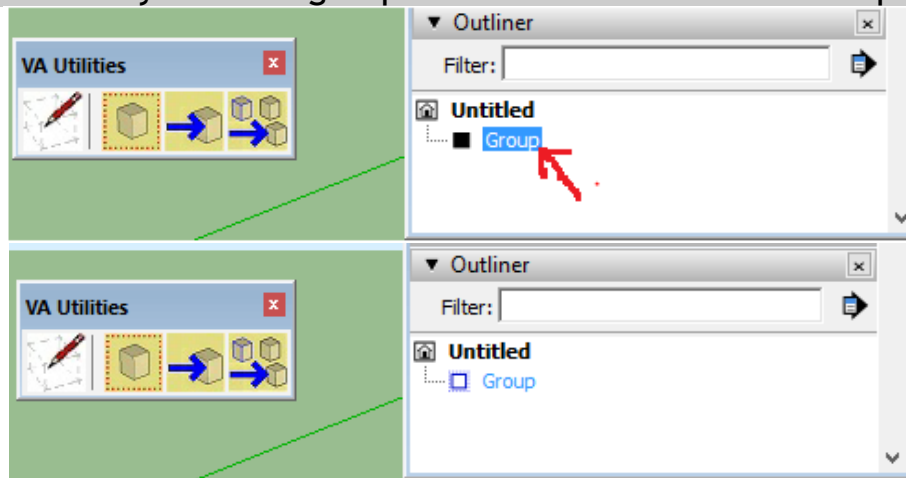 Outliner
VA Utilities
Filter:
Untitled
Group
Outliner
VA Utilities
Filter:
Untitled
Group